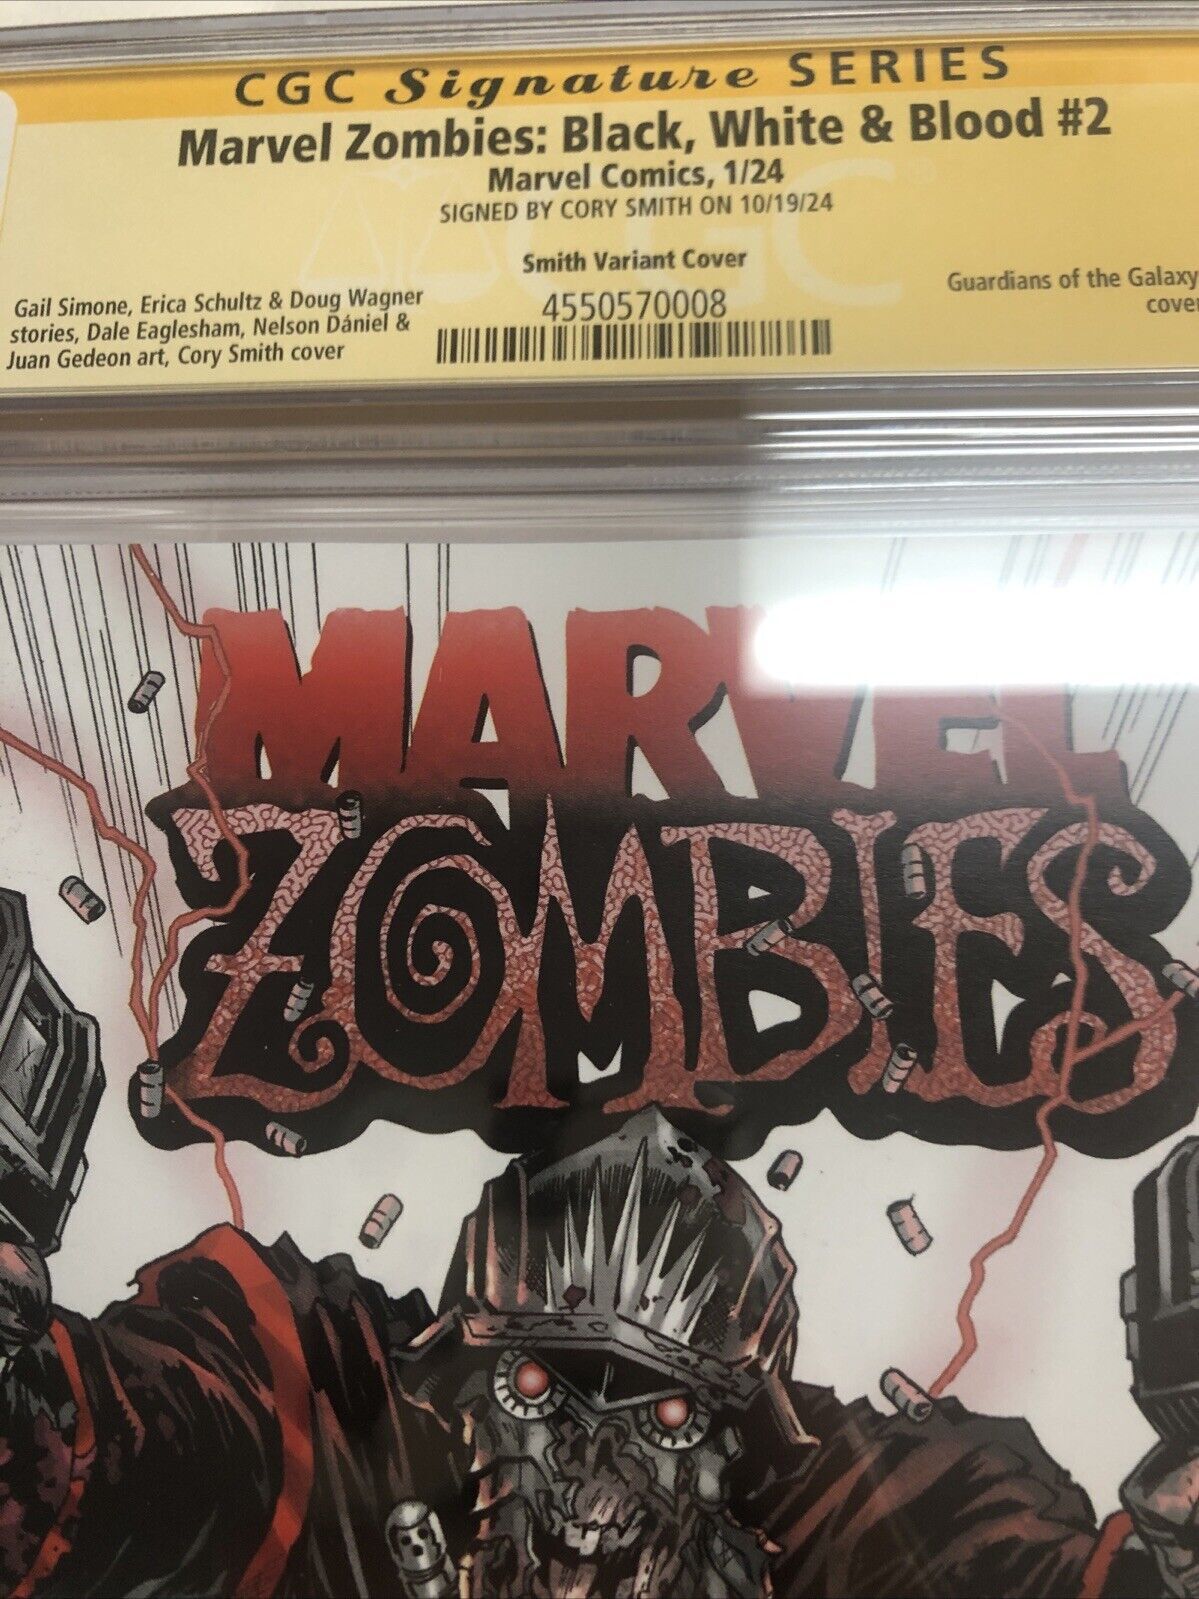 CGC Signature SERIES
Marvel Zombies: Black, White & Blood #2
Marvel Comics, 1/24
SIGNED BY CORY SMITH ON 10/19/24
Smith Variant Cover
4550570008
Gail Simone, Erica Schultz & Doug Wagner
stories, Dale Eaglesham, Nelson Dániel &
Juan Gedeon art, Cory Smith cover
Guardians of the Galaxy
cover
CGC
MARVEL
ZOMBIES